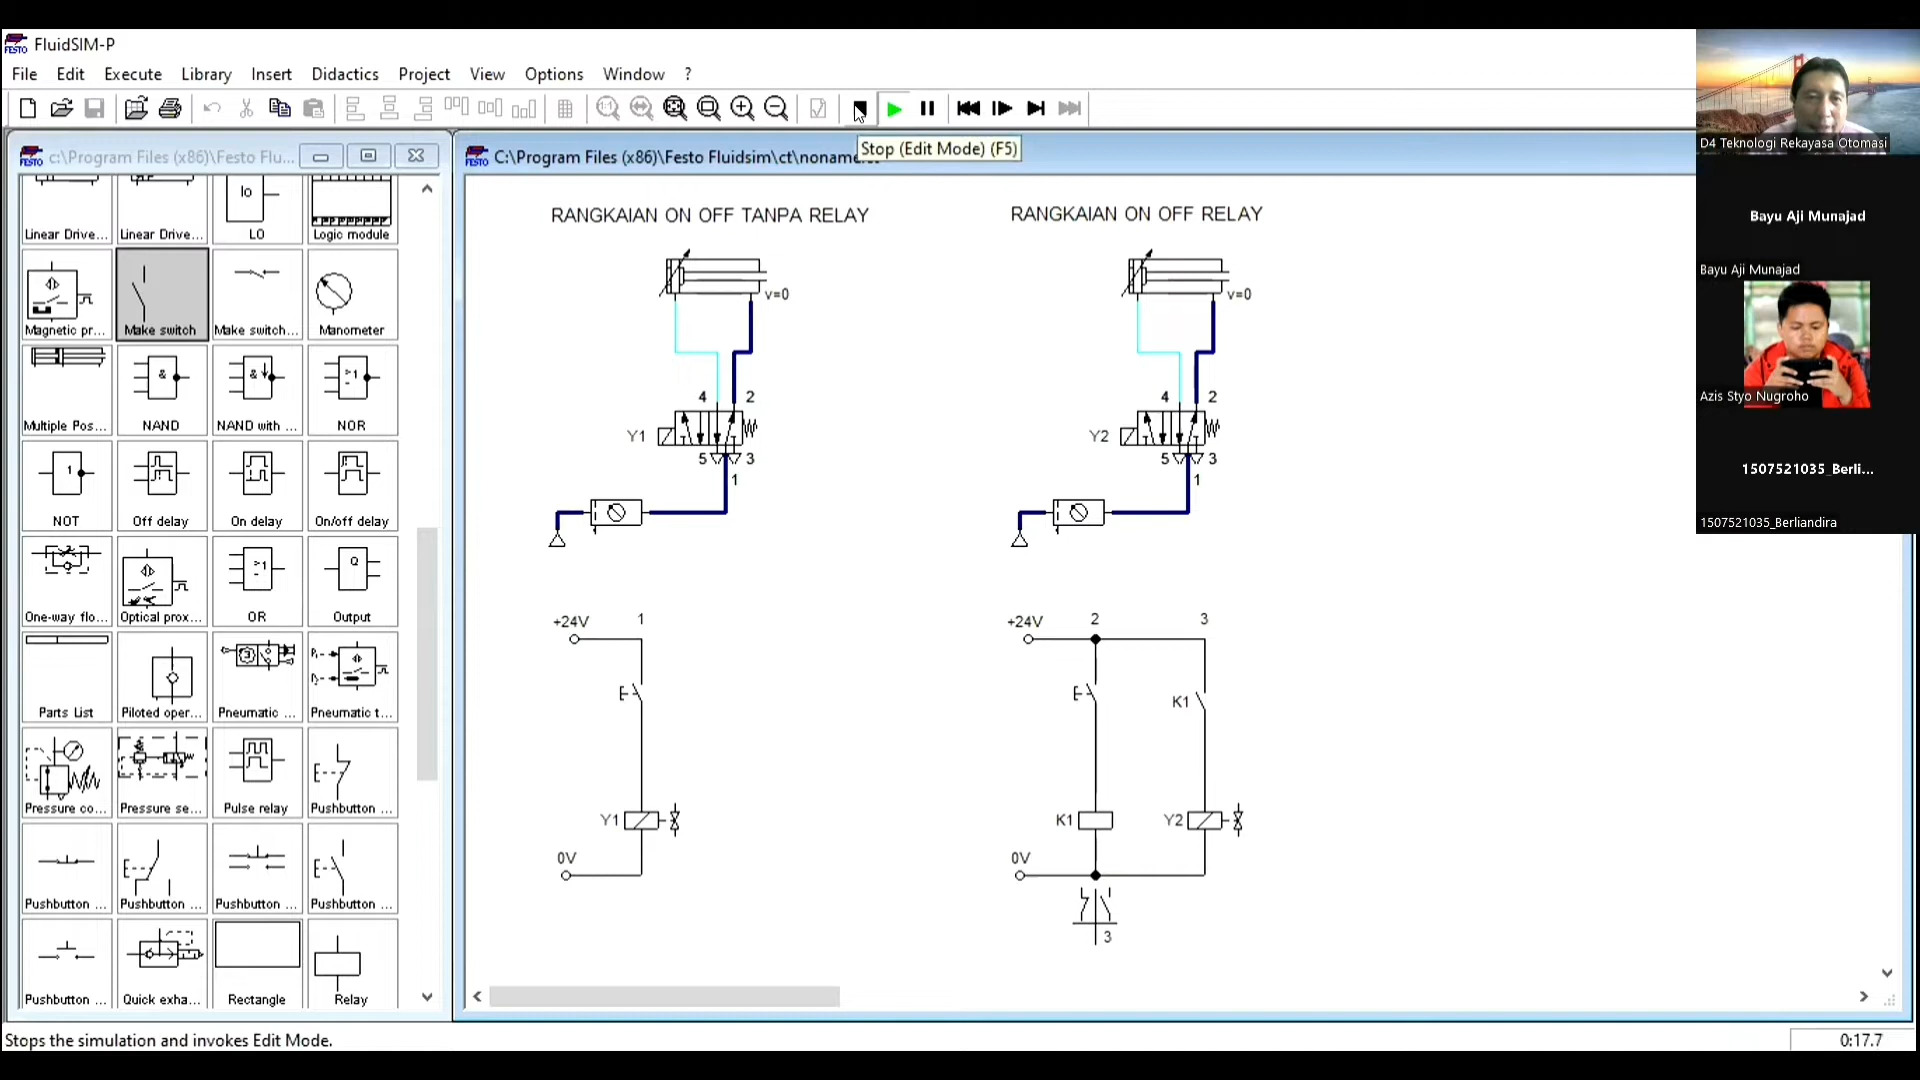 FluidSIM-P
File Edit Execute Library Insert Didactics Project View Options Window ?
Stop (Edit Mode) (F5)
c:\Program Files (x86)\Festo Flu...
C:\Program Files (x86)\Festo Fluidsim\ct\noname.
Linear Drive... Linear Drive... LO Logic module
Magnetic pr... Make switch Make switch... Manometer
Multiple Pos... NAND NAND with ... NOR
NOT Off delay On delay On/off delay
One-way flo... Optical prox... OR Output
Parts List Piloted oper... Pneumatic ... Pneumatic t...
Pressure co... Pressure se... Pulse relay Pushbutton ...
Pushbutton ... Pushbutton ... Pushbutton ... Pushbutton ...
Pushbutton ... Quick exha... Rectangle Relay
RANGKAIAN ON OFF TANPA RELAY
v=0
4 2
Y1
5 3
1
+24V 1
Y1
0V
RANGKAIAN ON OFF RELAY
v=0
4 2
Y2
5 3
1
+24V 2 3
K1
K1 Y2
0V
3
D4 Teknologi Rekayasa Otomasi
Bayu Aji Munajad
Bayu Aji Munajad
Azis Styo Nugroho
1507521035_Berli...
1507521035_Berliandira
Stops the simulation and invokes Edit Mode.
0:17.7